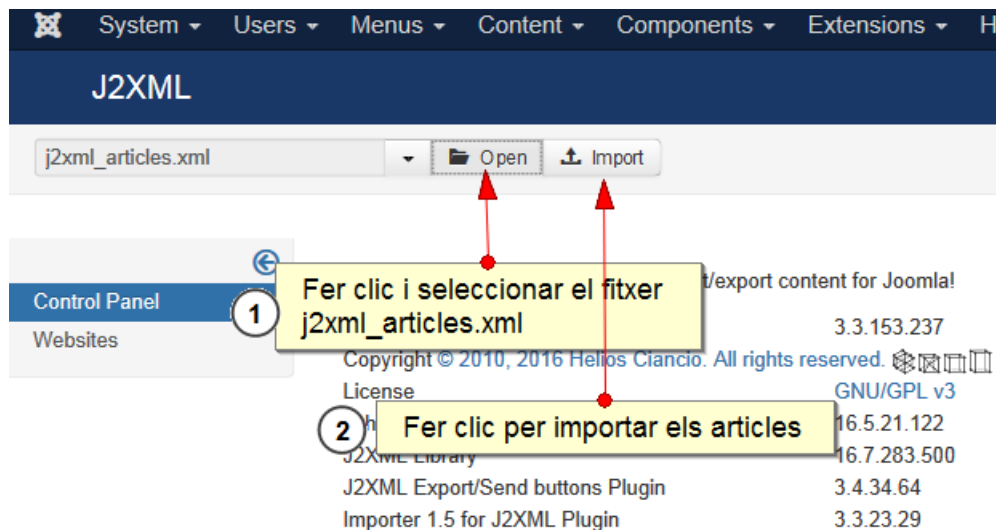 System Users Menus Content Components Extensions H
J2XML
j2xml_articles.xml Open Import
t/export content for Joomla!
Control Panel
1 Fer clic i seleccionar el fitxer
j2xml_articles.xml
3.3.153.237
Websites
Copyright © 2010, 2016 Helios Ciancio. All rights reserved.
License GNU/GPL v3
2 Fer clic per importar els articles
16.5.21.122
J2XML Library 16.7.283.500
J2XML Export/Send buttons Plugin 3.4.34.64
Importer 1.5 for J2XML Plugin 3.3.23.29